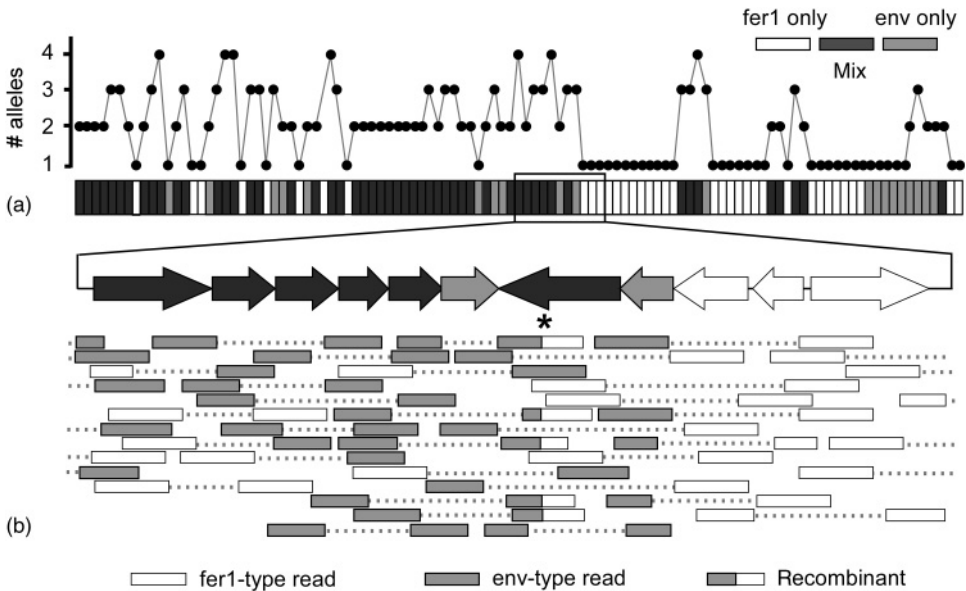 fer1 only
env only
Mix
# alleles
4
3
2
1
(a)
*
(b)
fer1-type read
env-type read
Recombinant